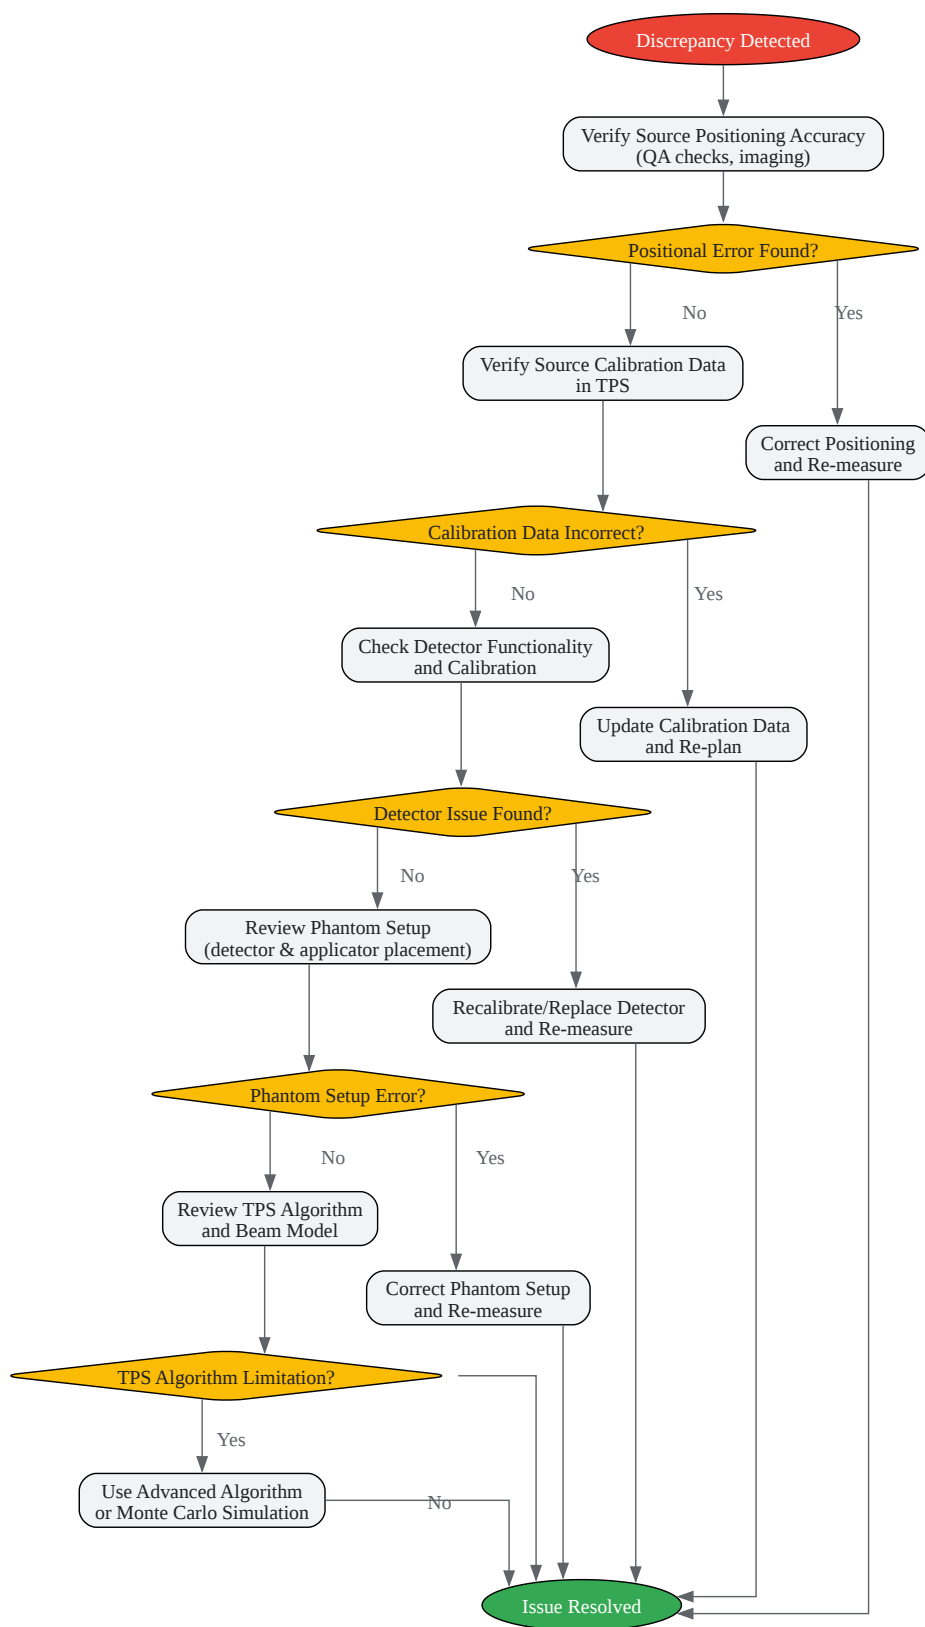 Discrepancy Detected
Verify Source Positioning Accuracy
(QA checks, imaging)
Positional Error Found?
No
Yes
Verify Source Calibration Data
in TPS
Correct Positioning
and Re-measure
Calibration Data Incorrect?
No
Yes
Check Detector Functionality
and Calibration
Update Calibration Data
and Re-plan
Detector Issue Found?
No
Yes
Review Phantom Setup
(detector & applicator placement)
Recalibrate/Replace Detector
and Re-measure
Phantom Setup Error?
No
Yes
Review TPS Algorithm
and Beam Model
Correct Phantom Setup
and Re-measure
TPS Algorithm Limitation?
Yes
Use Advanced Algorithm
or Monte Carlo Simulation
No
Issue Resolved